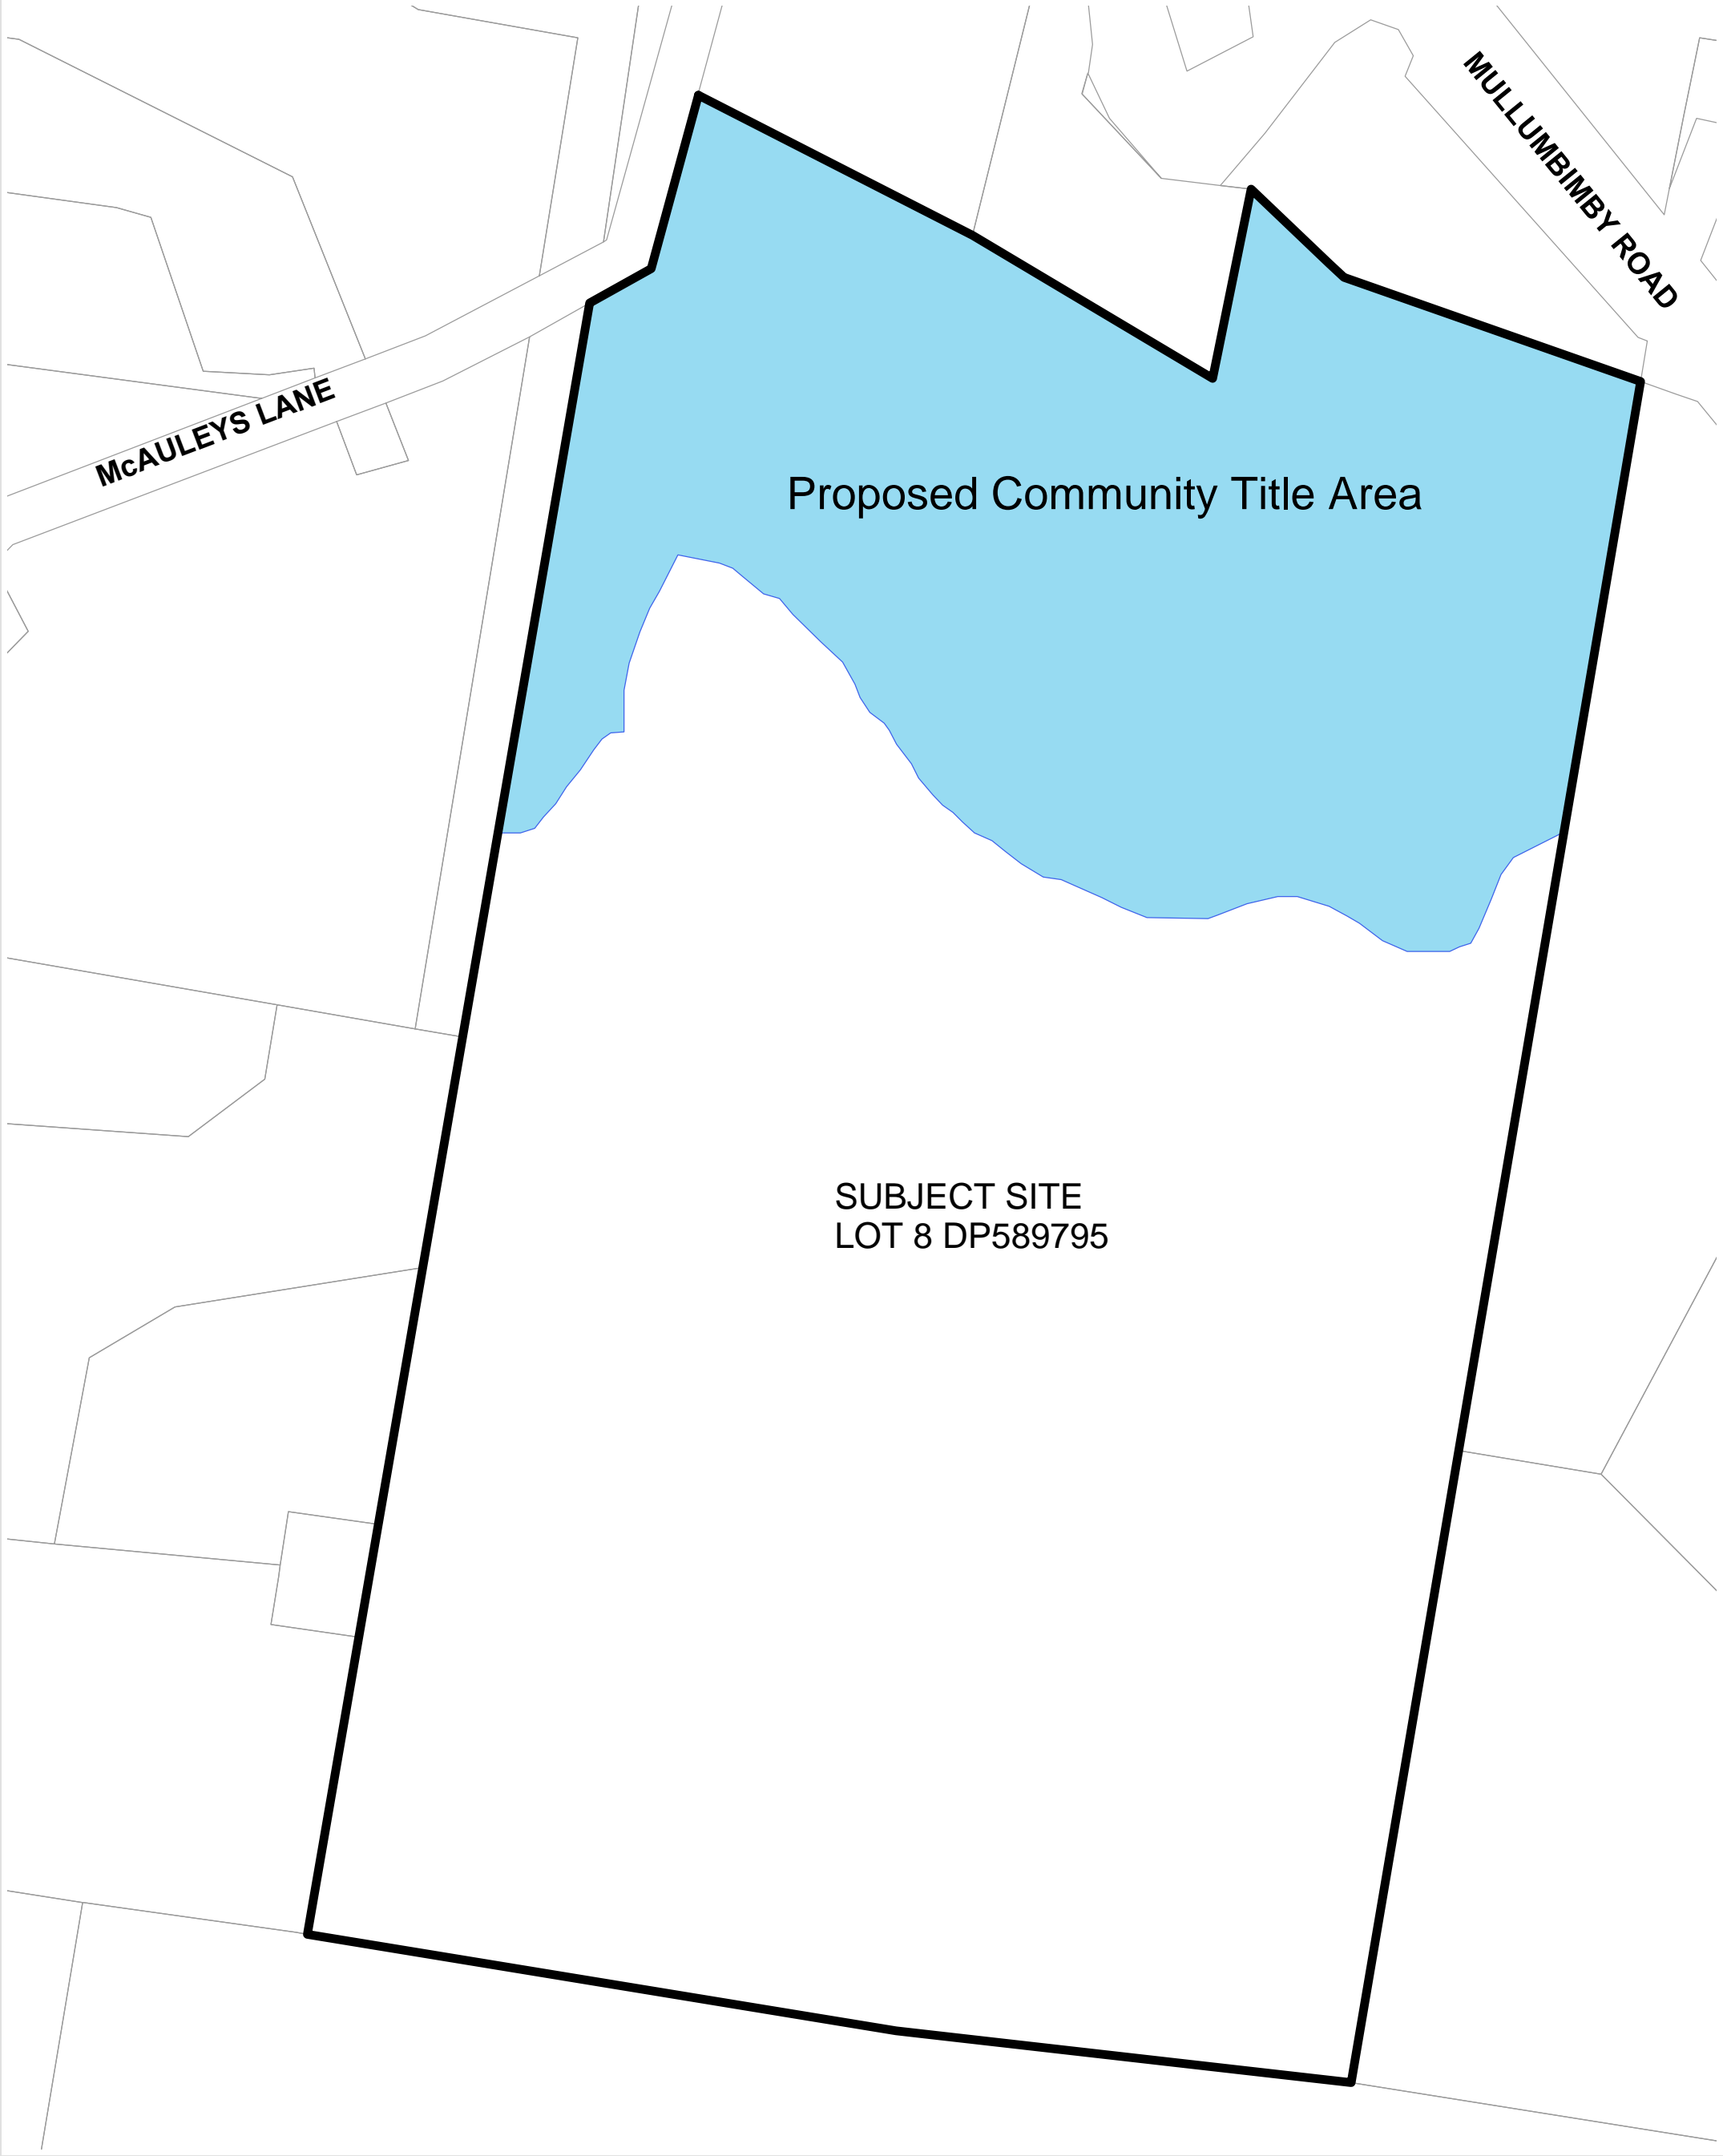 MULLUMBIMBY ROAD
McAULEYS LANE
Proposed Community Title Area
SUBJECT SITE
LOT 8 DP589795